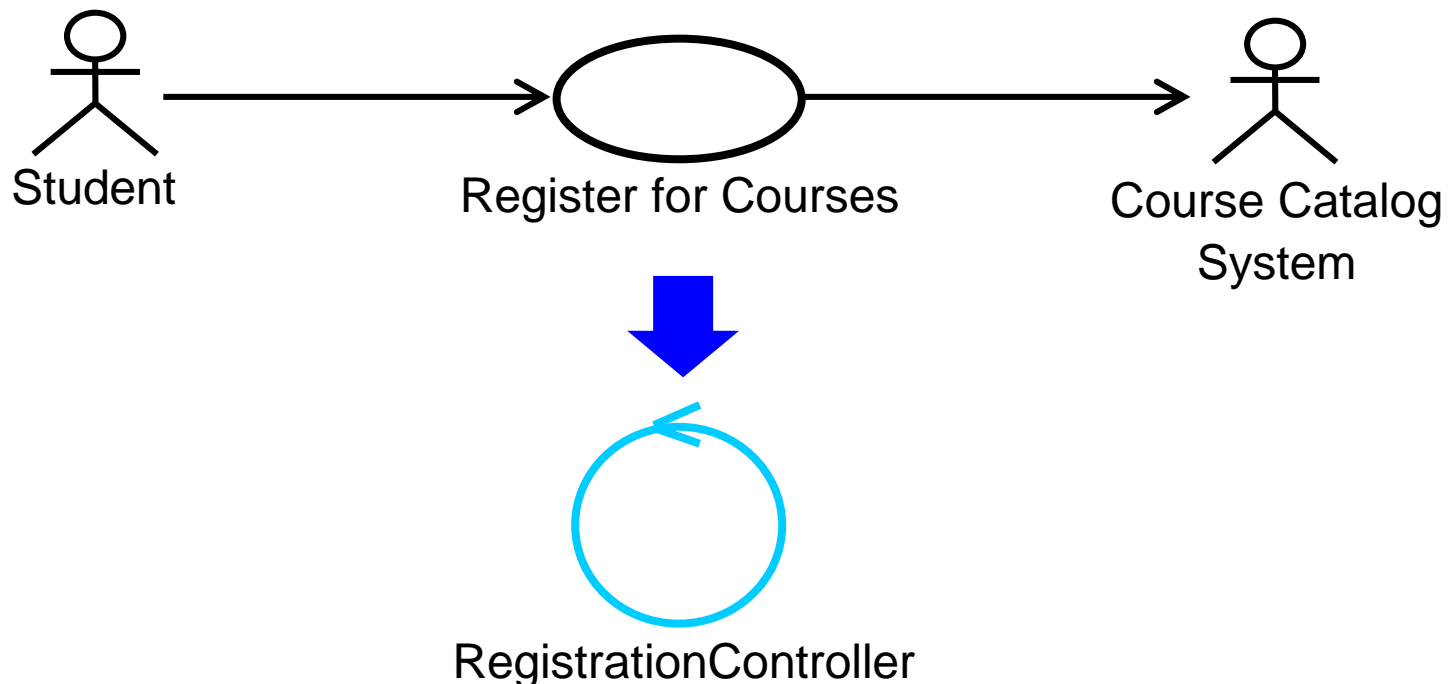 Student
Register for Courses
Course Catalog
System
RegistrationController